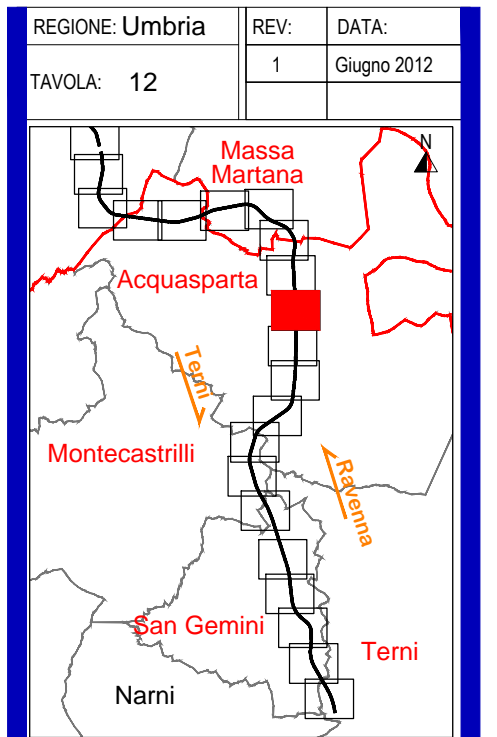 REGIONE: Umbria
REV:
DATA:
TAVOLA: 12
1
Giugno 2012
N
Massa
Martana
Acquasparta
Terni
Montecastrilli
Ravenna
San Gemini
Terni
Narni